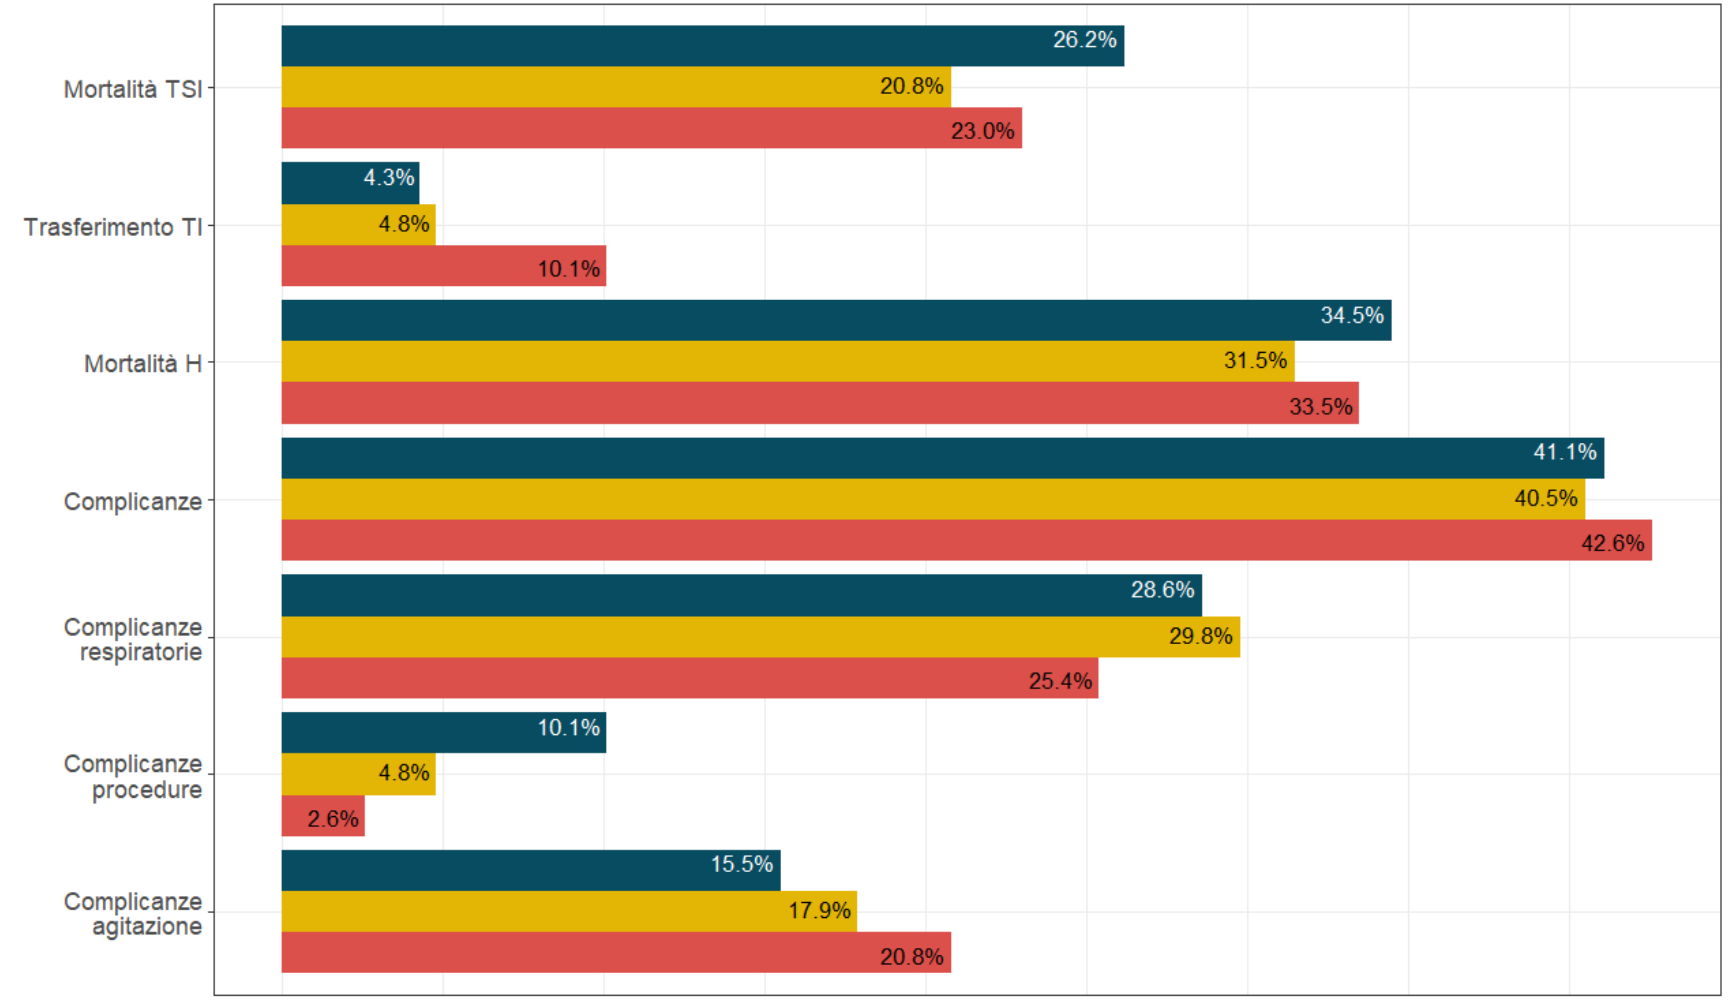 26.2%
Mortalità TSI
20.8%
23.0%
4.3%
Trasferimento TI
4.8%
10.1%
34.5%
Mortalità H
31.5%
33.5%
41.1%
Complicanze
40.5%
42.6%
28.6%
Complicanze
respiratorie
29.8%
25.4%
10.1%
Complicanze
procedure
4.8%
2.6%
15.5%
Complicanze
agitazione
17.9%
20.8%